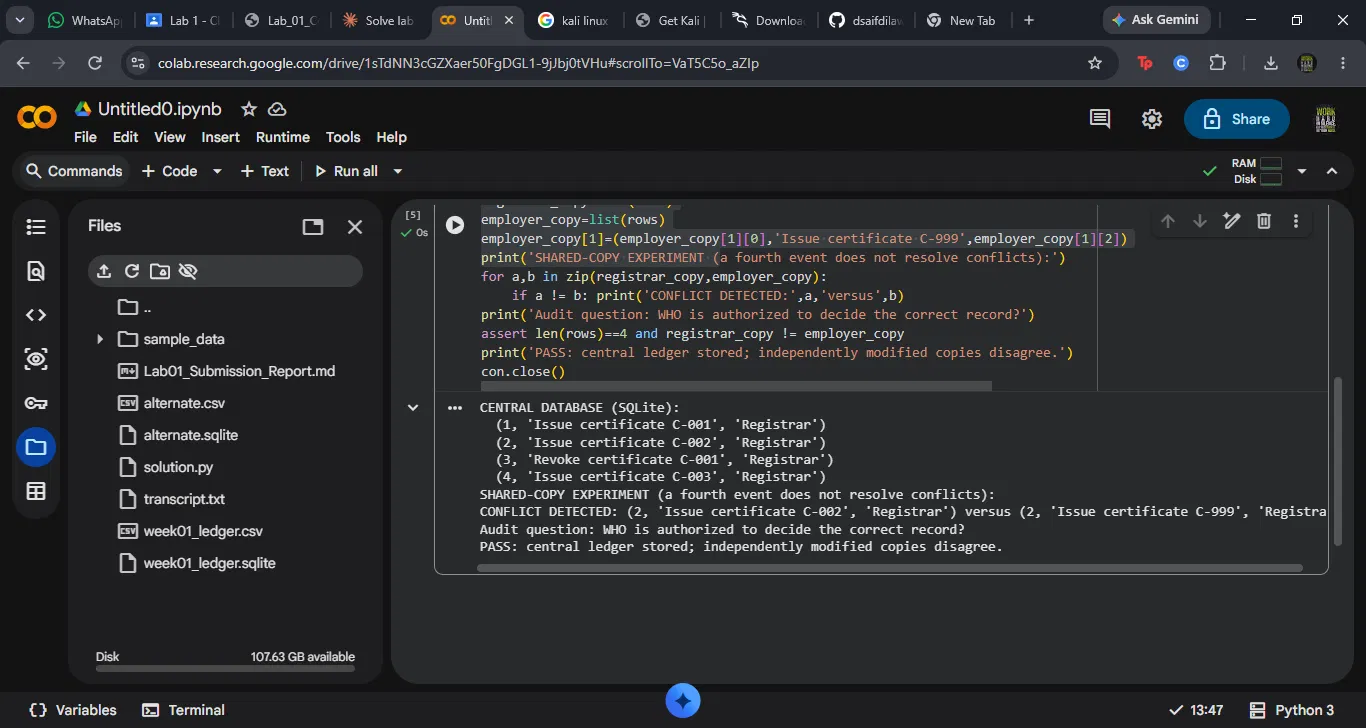 WhatsAp
Lab 1 - Cl
Lab_01_C
Solve lab
Untitl
kali linux
Get Kali
Downloa
dsaifdilaw
New Tab
Ask Gemini
colab.research.google.com/drive/1sTdNN3cGZXaer50FgDGL1-9jJbj0tVHu#scrollTo=VaT5C5o_aZIp
Tp
C
Untitled0.ipynb
File Edit View Insert Runtime Tools Help
Share
Commands + Code + Text Run all
RAM
Disk
Files
..
sample_data
Lab01_Submission_Report.md
alternate.csv
alternate.sqlite
solution.py
transcript.txt
week01_ledger.csv
week01_ledger.sqlite
Disk 107.63 GB available
[5]
0s
employer_copy=list(rows)
employer_copy[1]=(employer_copy[1][0],'Issue certificate C-999',employer_copy[1][2])
print('SHARED-COPY EXPERIMENT (a fourth event does not resolve conflicts):')
for a,b in zip(registrar_copy,employer_copy):
    if a != b: print('CONFLICT DETECTED:',a,'versus',b)
print('Audit question: WHO is authorized to decide the correct record?')
assert len(rows)==4 and registrar_copy != employer_copy
print('PASS: central ledger stored; independently modified copies disagree.')
con.close()
CENTRAL DATABASE (SQLite):
  (1, 'Issue certificate C-001', 'Registrar')
  (2, 'Issue certificate C-002', 'Registrar')
  (3, 'Revoke certificate C-001', 'Registrar')
  (4, 'Issue certificate C-003', 'Registrar')
SHARED-COPY EXPERIMENT (a fourth event does not resolve conflicts):
CONFLICT DETECTED: (2, 'Issue certificate C-002', 'Registrar') versus (2, 'Issue certificate C-999', 'Registra
Audit question: WHO is authorized to decide the correct record?
PASS: central ledger stored; independently modified copies disagree.
Variables
Terminal
13:47
Python 3